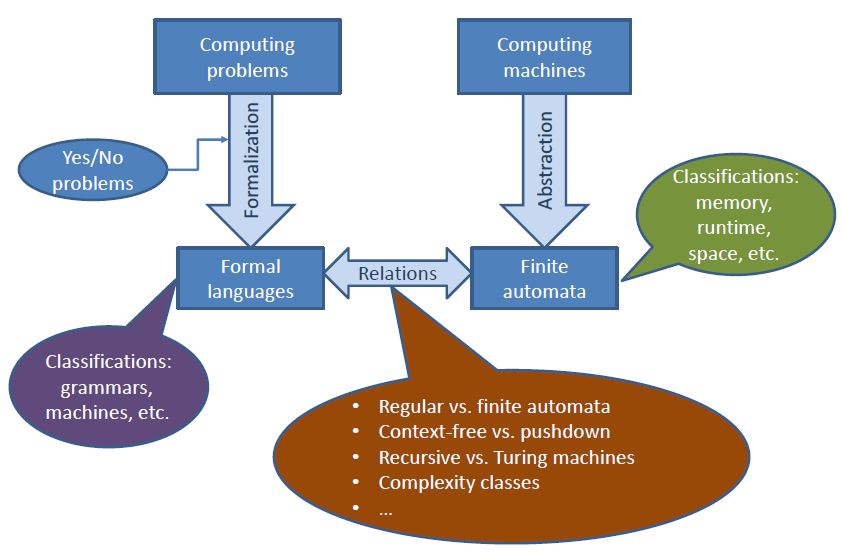 Computing
problems
Computing
machines
Formalization
Abstraction
Yes/No
problems
Classifications:
memory,
runtime,
space, etc.
Formal
languages
Relations
Finite
automata
Classifications:
grammars,
machines, etc.
• Regular vs. finite automata
• Context-free vs. pushdown
• Recursive vs. Turing machines
• Complexity classes
• ...